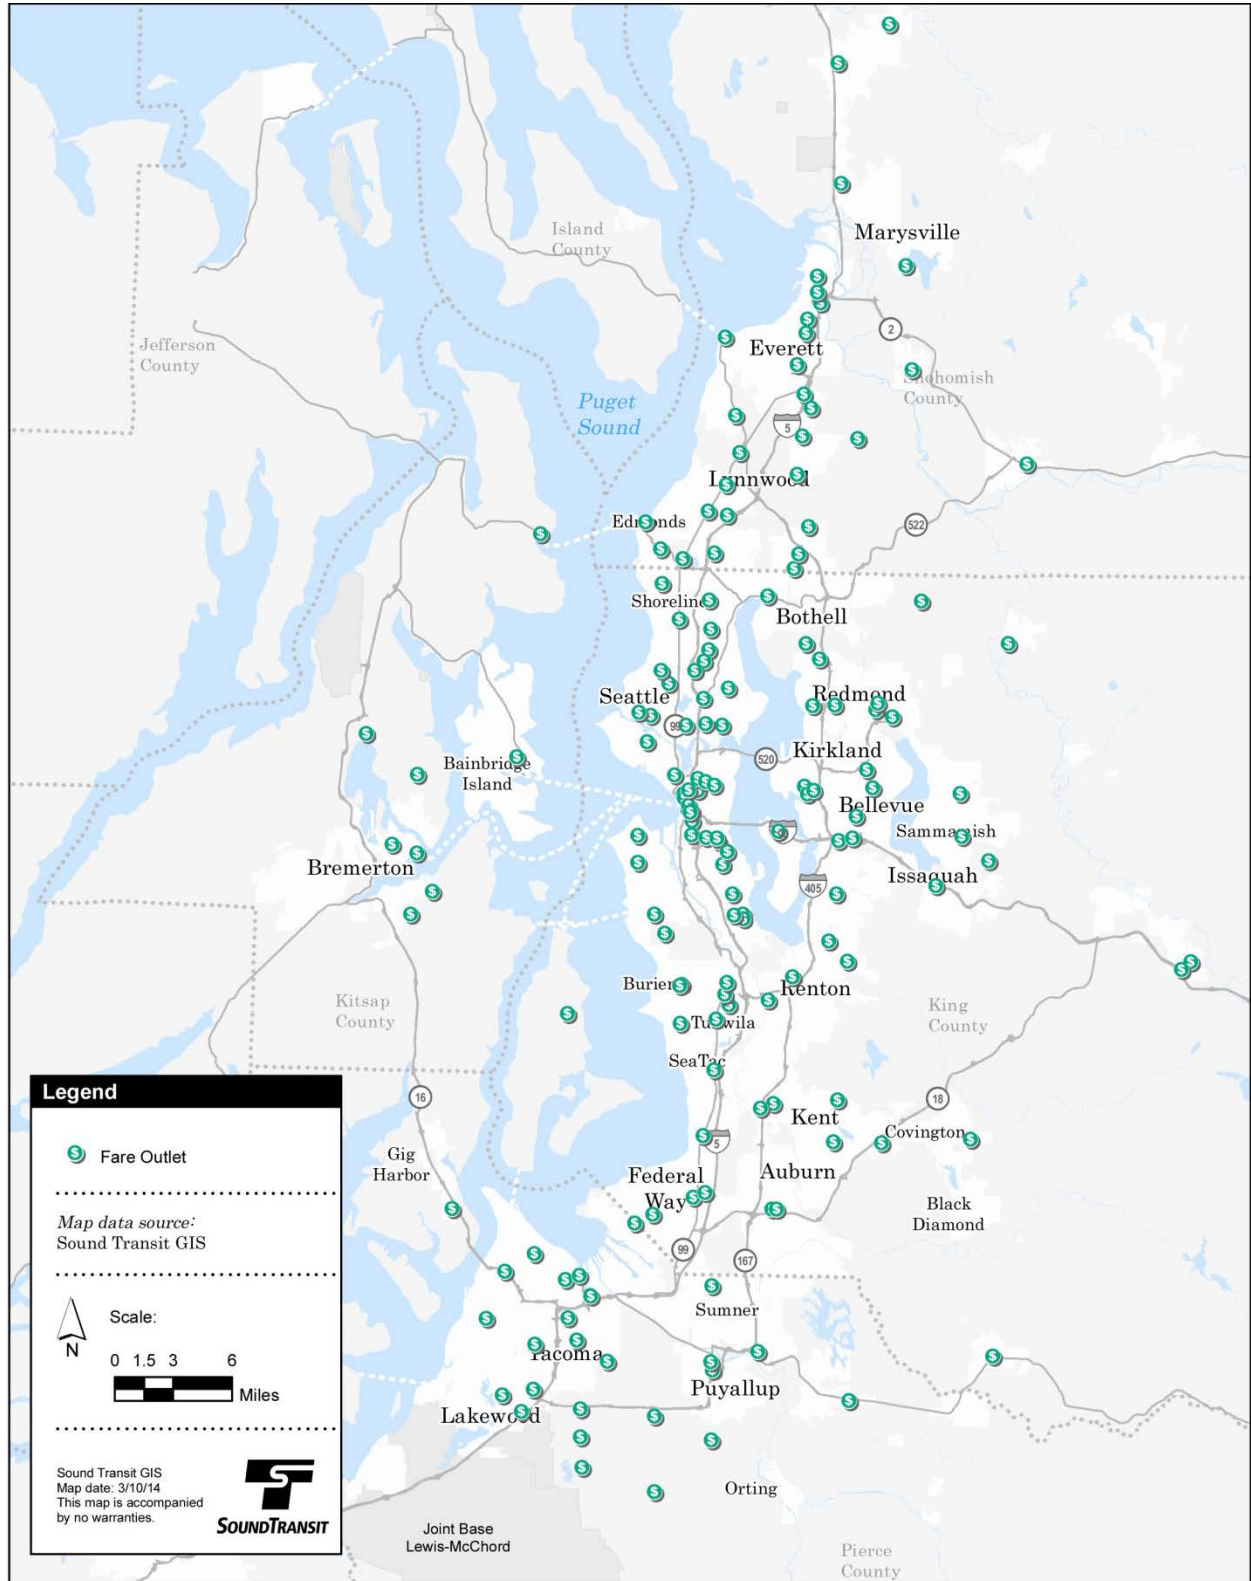 Marysville
Island
County
2
Jefferson
County
Everett
Snohomish
County
Puget
Sound
5
Lynnwood
Edmonds
522
Shoreline
Bothell
Seattle
Redmond
99
Kirkland
520
Bainbridge
Island
Bellevue
Sammamish
Bremerton
Issaquah
405
Burien
Renton
Kitsap
County
King
County
Tukwila
SeaTac
Legend
16
18
Kent
Covington
5
Fare Outlet
Gig
Harbor
Federal
Way
Auburn
Black
Diamond
Map data source:
Sound Transit GIS
99
167
Scale:
Sumner
N
0 1.5 3 6
Miles
Tacoma
Puyallup
Lakewood
Sound Transit GIS
Map date: 3/10/14
This map is accompanied
by no warranties.
SOUNDTRANSIT
Orting
Joint Base
Lewis-McChord
Pierce
County